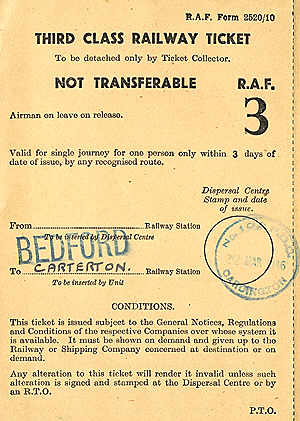 R.A.F. Form 2520/10
THIRD CLASS RAILWAY TICKET
To be detached only by Ticket Collector.
NOT TRANSFERABLE R.A.F.
3
Airman on leave on release.
Valid for single journey for one person only within 3 days of
date of issue, by any recognised route.
Dispersal Centre
Stamp and date
of issue.
From Railway Station
To be inserted by Dispersal Centre
BEDFORD
CARTERTON.
To Railway Station
To be inserted by Unit
CARDINGTON
CONDITIONS.
This ticket is issued subject to the General Notices, Regulations
and Conditions of the respective Companies over whose system it
is available. It must be shown on demand and given up to the
Railway or Shipping Company concerned at destination or on
demand.
Any alteration to this ticket will render it invalid unless such
alteration is signed and stamped at the Dispersal Centre or by
an R.T.O.
P.T.O.